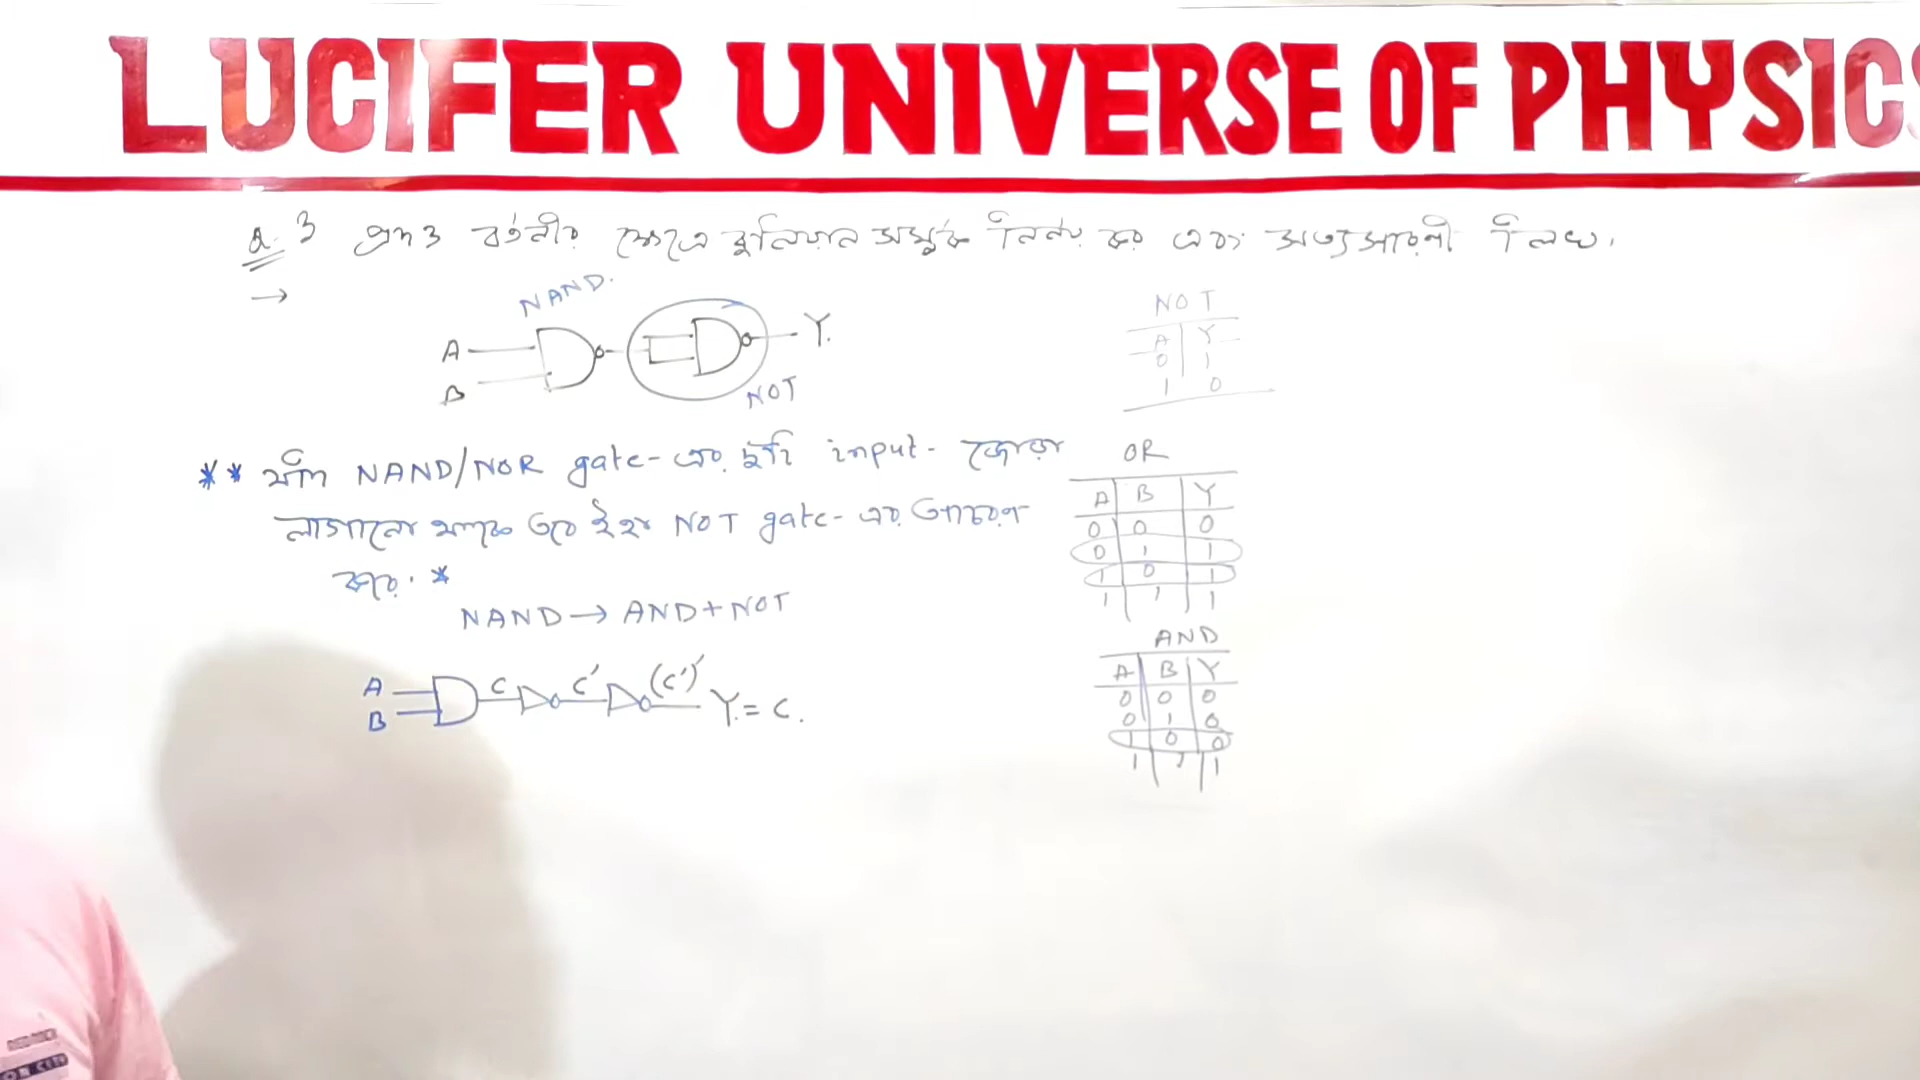 LUCIFER UNIVERSE OF PHYSICS
Q. 3 প্রদত্ত বর্তনীর ক্ষেত্রে বুলিয়ান সম্পর্ক নির্ণয় কর এবং সত্যসারণী লিখ।
→
NAND.
A
B
Y.
NOT
** যদি NAND/NOR gate-এর দুটি input- জোড়া
লাগানো থাকে তবে ইহা NOT gate-এর আচরণ
করে. *
NAND → AND + NOT
A
B
C C' (C')' Y = C.
NOT
A Y
0 1
1 0
OR
A B Y
0 0 0
0 1 1
1 0 1
1 1 1
AND
A B Y
0 0 0
0 1 0
1 0 0
1 1 1